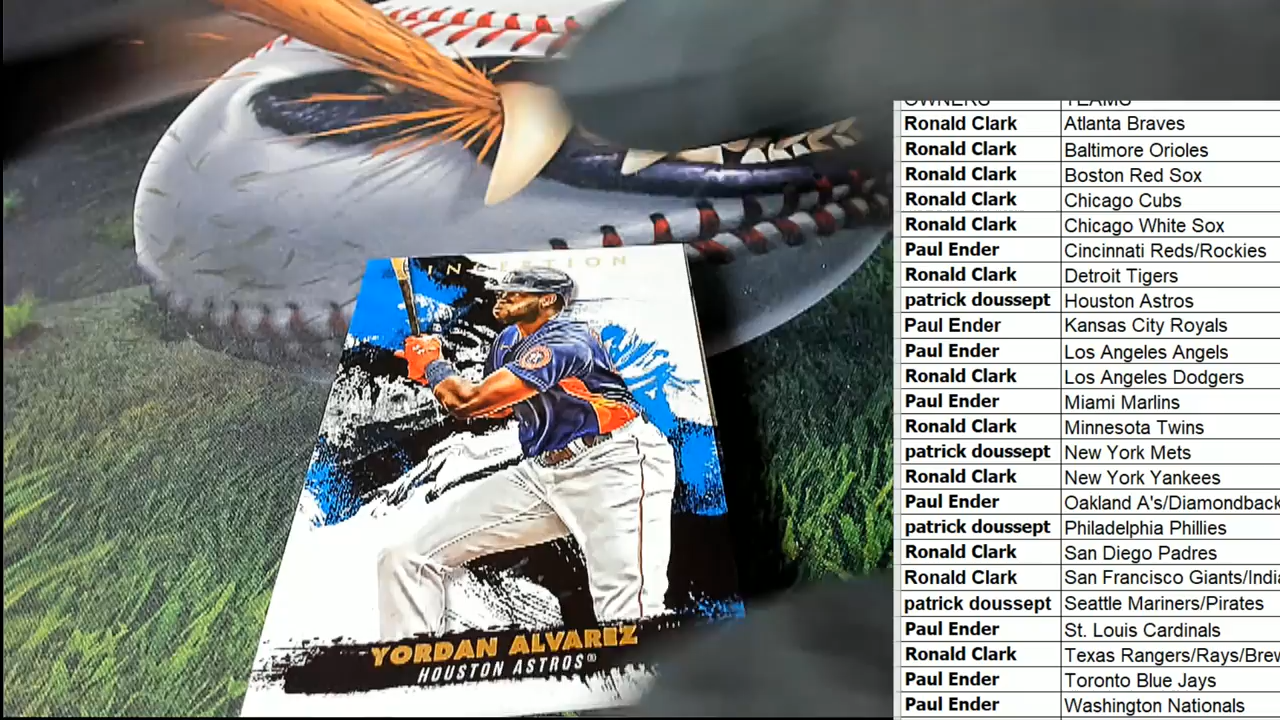 INCEPTION
YORDAN ALVAREZ
HOUSTON ASTROS®
OWNERS TEAMS
Ronald Clark Atlanta Braves
Ronald Clark Baltimore Orioles
Ronald Clark Boston Red Sox
Ronald Clark Chicago Cubs
Ronald Clark Chicago White Sox
Paul Ender Cincinnati Reds/Rockies
Ronald Clark Detroit Tigers
patrick doussept Houston Astros
Paul Ender Kansas City Royals
Paul Ender Los Angeles Angels
Ronald Clark Los Angeles Dodgers
Paul Ender Miami Marlins
Ronald Clark Minnesota Twins
patrick doussept New York Mets
Ronald Clark New York Yankees
Paul Ender Oakland A's/Diamondback
patrick doussept Philadelphia Phillies
Ronald Clark San Diego Padres
Ronald Clark San Francisco Giants/Indi
patrick doussept Seattle Mariners/Pirates
Paul Ender St. Louis Cardinals
Ronald Clark Texas Rangers/Rays/Brew
Paul Ender Toronto Blue Jays
Paul Ender Washington Nationals